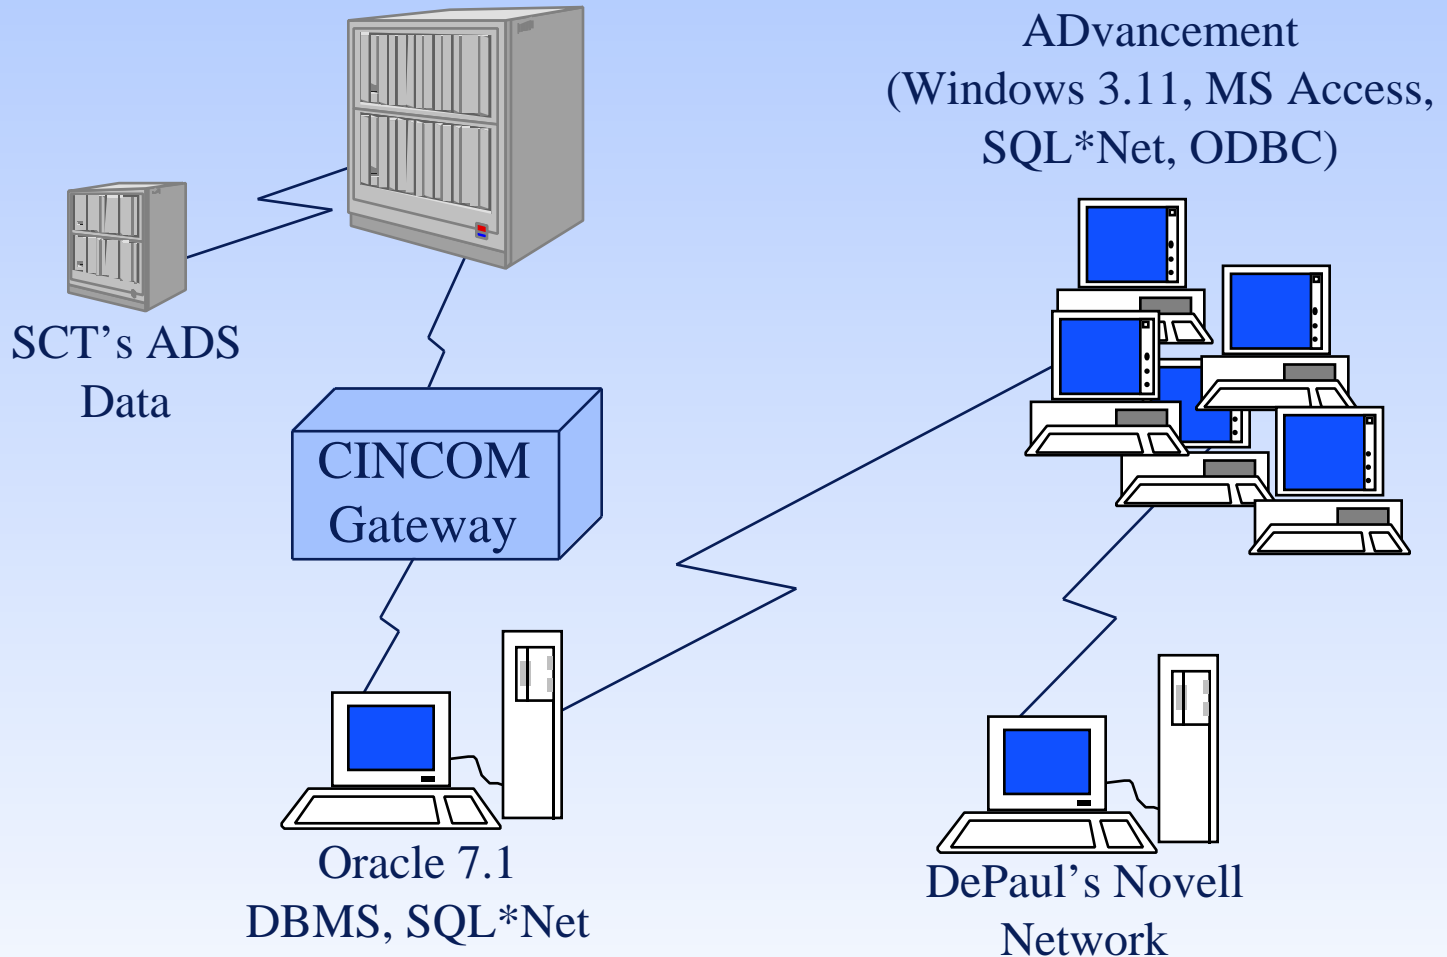 ADvancement
(Windows 3.11, MS Access,
SQL*Net, ODBC)
SCT’s ADS
Data
CINCOM
Gateway
Oracle 7.1
DBMS, SQL*Net
DePaul’s Novell
Network